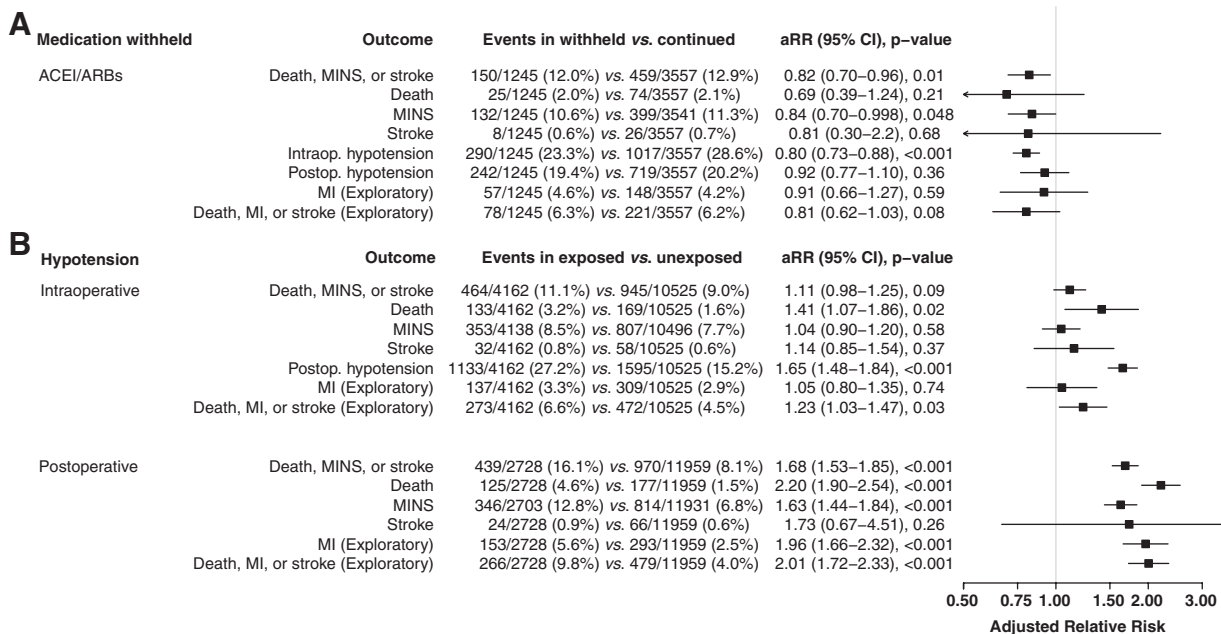 A
Medication withheld Outcome Events in withheld vs. continued aRR (95% CI), p−value
ACEI/ARBs Death, MINS, or stroke 150/1245 (12.0%) vs. 459/3557 (12.9%) 0.82 (0.70−0.96), 0.01
Death 25/1245 (2.0%) vs. 74/3557 (2.1%) 0.69 (0.39−1.24), 0.21
MINS 132/1245 (10.6%) vs. 399/3541 (11.3%) 0.84 (0.70−0.998), 0.048
Stroke 8/1245 (0.6%) vs. 26/3557 (0.7%) 0.81 (0.30−2.2), 0.68
Intraop. hypotension 290/1245 (23.3%) vs. 1017/3557 (28.6%) 0.80 (0.73−0.88), <0.001
Postop. hypotension 242/1245 (19.4%) vs. 719/3557 (20.2%) 0.92 (0.77−1.10), 0.36
MI (Exploratory) 57/1245 (4.6%) vs. 148/3557 (4.2%) 0.91 (0.66−1.27), 0.59
Death, MI, or stroke (Exploratory) 78/1245 (6.3%) vs. 221/3557 (6.2%) 0.81 (0.62−1.03), 0.08
B
Hypotension Outcome Events in exposed vs. unexposed aRR (95% CI), p−value
Intraoperative Death, MINS, or stroke 464/4162 (11.1%) vs. 945/10525 (9.0%) 1.11 (0.98−1.25), 0.09
Death 133/4162 (3.2%) vs. 169/10525 (1.6%) 1.41 (1.07−1.86), 0.02
MINS 353/4138 (8.5%) vs. 807/10496 (7.7%) 1.04 (0.90−1.20), 0.58
Stroke 32/4162 (0.8%) vs. 58/10525 (0.6%) 1.14 (0.85−1.54), 0.37
Postop. hypotension 1133/4162 (27.2%) vs. 1595/10525 (15.2%) 1.65 (1.48−1.84), <0.001
MI (Exploratory) 137/4162 (3.3%) vs. 309/10525 (2.9%) 1.05 (0.80−1.35), 0.74
Death, MI, or stroke (Exploratory) 273/4162 (6.6%) vs. 472/10525 (4.5%) 1.23 (1.03−1.47), 0.03
Postoperative Death, MINS, or stroke 439/2728 (16.1%) vs. 970/11959 (8.1%) 1.68 (1.53−1.85), <0.001
Death 125/2728 (4.6%) vs. 177/11959 (1.5%) 2.20 (1.90−2.54), <0.001
MINS 346/2703 (12.8%) vs. 814/11931 (6.8%) 1.63 (1.44−1.84), <0.001
Stroke 24/2728 (0.9%) vs. 66/11959 (0.6%) 1.73 (0.67−4.51), 0.26
MI (Exploratory) 153/2728 (5.6%) vs. 293/11959 (2.5%) 1.96 (1.66−2.32), <0.001
Death, MI, or stroke (Exploratory) 266/2728 (9.8%) vs. 479/11959 (4.0%) 2.01 (1.72−2.33), <0.001
0.50 0.75 1.00 1.50 2.00 3.00
Adjusted Relative Risk